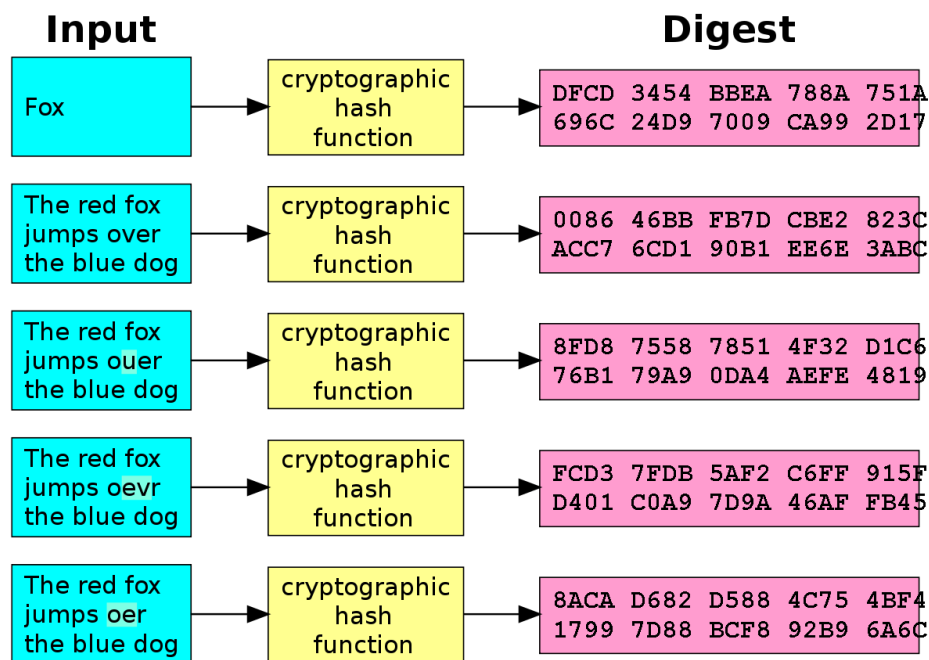 Input
Digest
Fox
cryptographic
hash
function
DFCD 3454 BBEA 788A 751A
696C 24D9 7009 CA99 2D17
The red fox
jumps over
the blue dog
cryptographic
hash
function
0086 46BB FB7D CBE2 823C
ACC7 6CD1 90B1 EE6E 3ABC
The red fox
jumps ouer
the blue dog
cryptographic
hash
function
8FD8 7558 7851 4F32 D1C6
76B1 79A9 0DA4 AEFE 4819
The red fox
jumps oevr
the blue dog
cryptographic
hash
function
FCD3 7FDB 5AF2 C6FF 915F
D401 C0A9 7D9A 46AF FB45
The red fox
jumps oer
the blue dog
cryptographic
hash
function
8ACA D682 D588 4C75 4BF4
1799 7D88 BCF8 92B9 6A6C